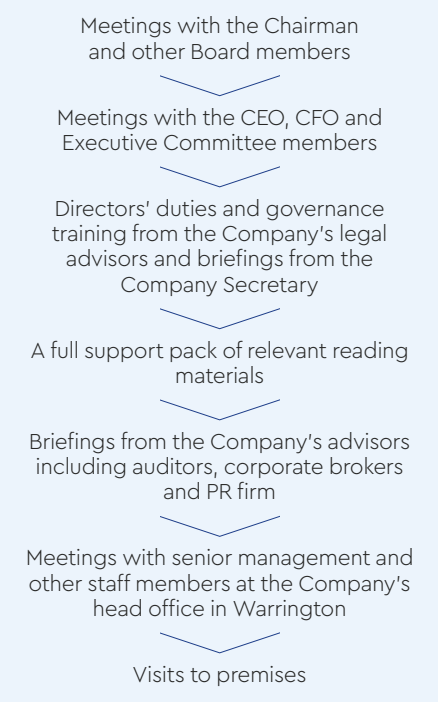 Meetings with the Chairman
and other Board members
Meetings with the CEO, CFO and
Executive Committee members
Directors’ duties and governance
training from the Company’s legal
advisors and briefings from the
Company Secretary
A full support pack of relevant reading
materials
Briefings from the Company’s advisors
including auditors, corporate brokers
and PR firm
Meetings with senior management and
other staff members at the Company’s
head office in Warrington
Visits to premises